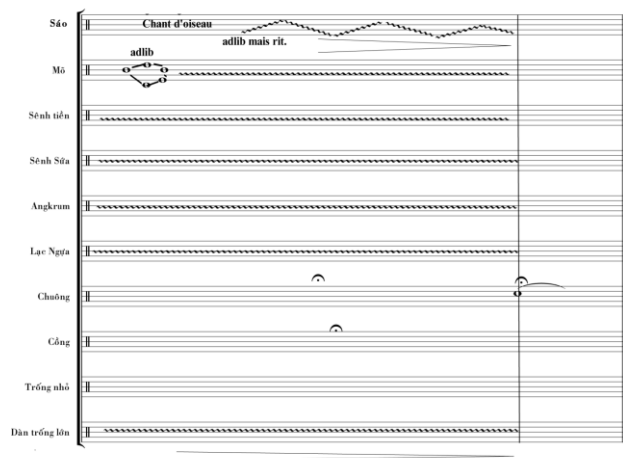 Sáo
Chant d'oiseau
adlib mais rit.
adlib
Mõ
Sênh tiền
Sênh Sứa
Angkrum
Lạc Ngựa
Chuông
Cồng
Trống nhỏ
Dàn trống lớn